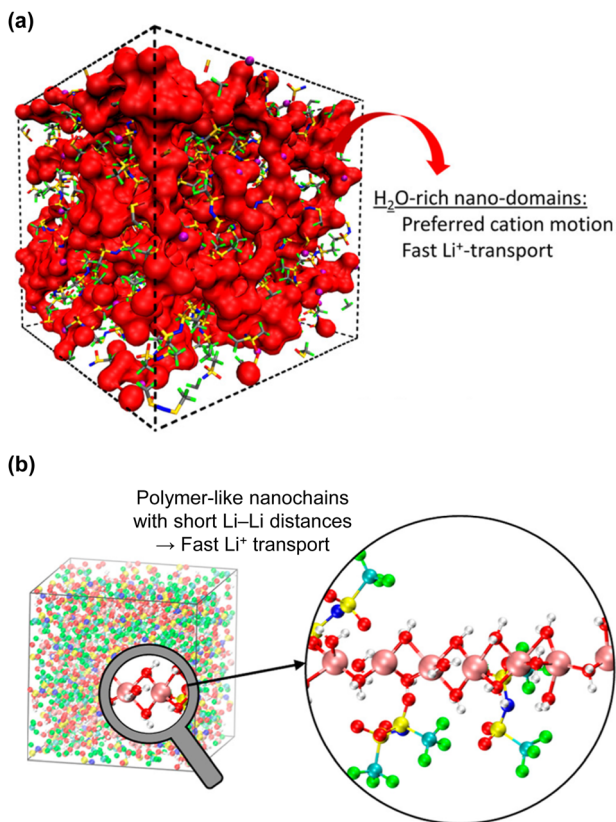 (a)
H₂O-rich nano-domains:
Preferred cation motion
Fast Li⁺-transport
(b)
Polymer-like nanochains
with short Li–Li distances
→ Fast Li⁺ transport